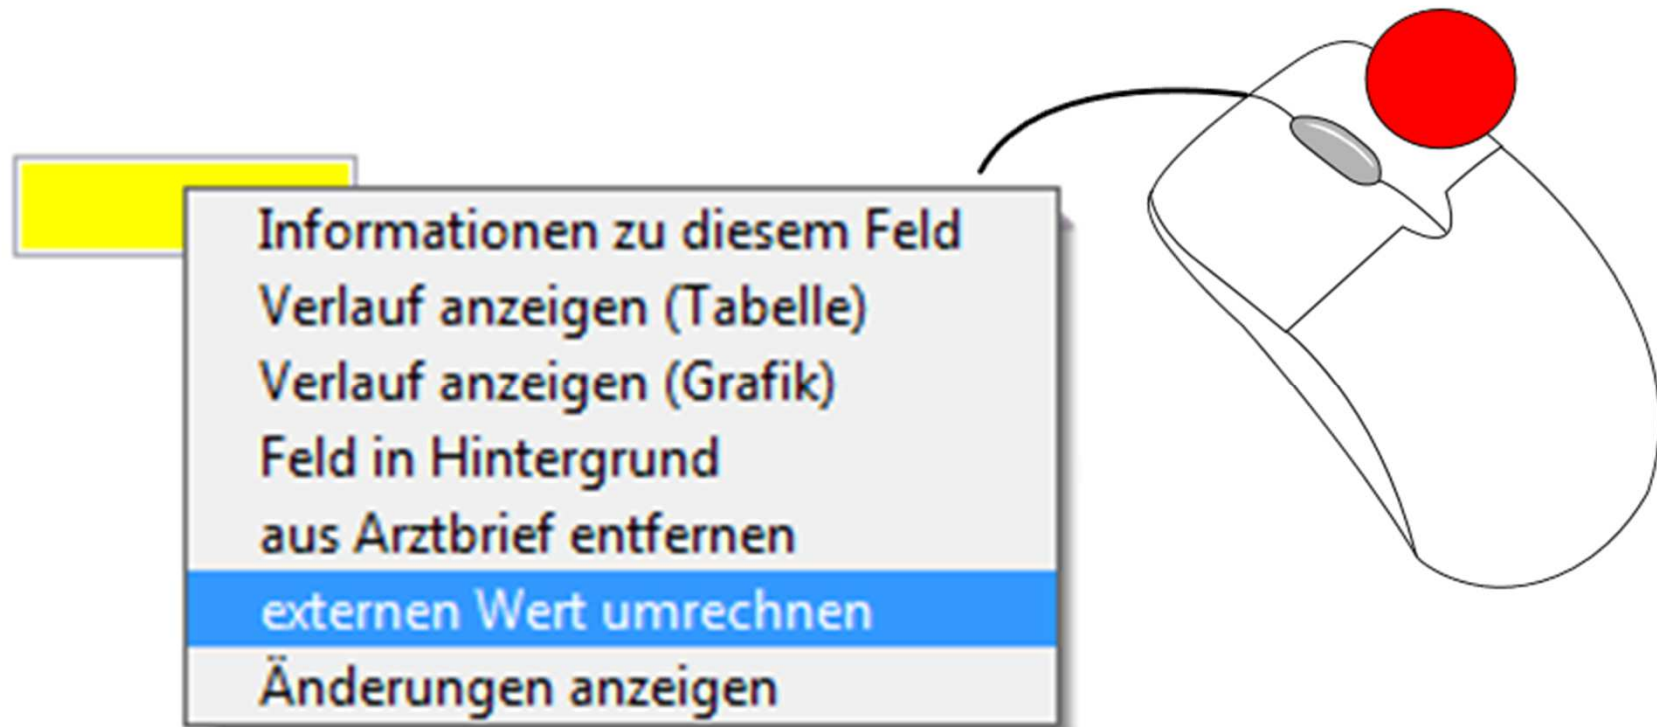 Informationen zu diesem Feld
Verlauf anzeigen (Tabelle)
Verlauf anzeigen (Grafik)
Feld in Hintergrund
aus Arztbrief entfernen
externen Wert umrechnen
Änderungen anzeigen